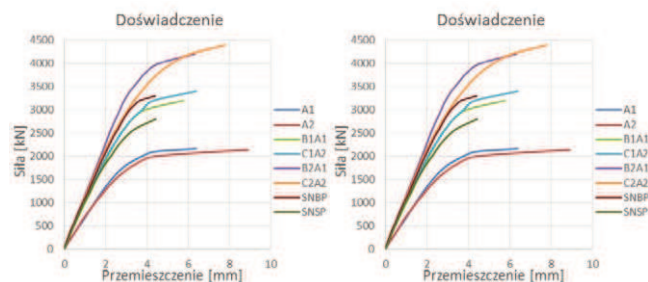 Doświadczenie
Siła [kN]
4500
4000
3500
3000
2500
2000
1500
1000
500
0
0 2 4 6 8 10
Przemieszczenie [mm]
A1
A2
B1A1
C1A2
B2A1
C2A2
SNBP
SNSP
Doświadczenie
Siła [kN]
4500
4000
3500
3000
2500
2000
1500
1000
500
0
0 2 4 6 8 10
Przemieszczenie [mm]
A1
A2
B1A1
C1A2
B2A1
C2A2
SNBP
SNSP